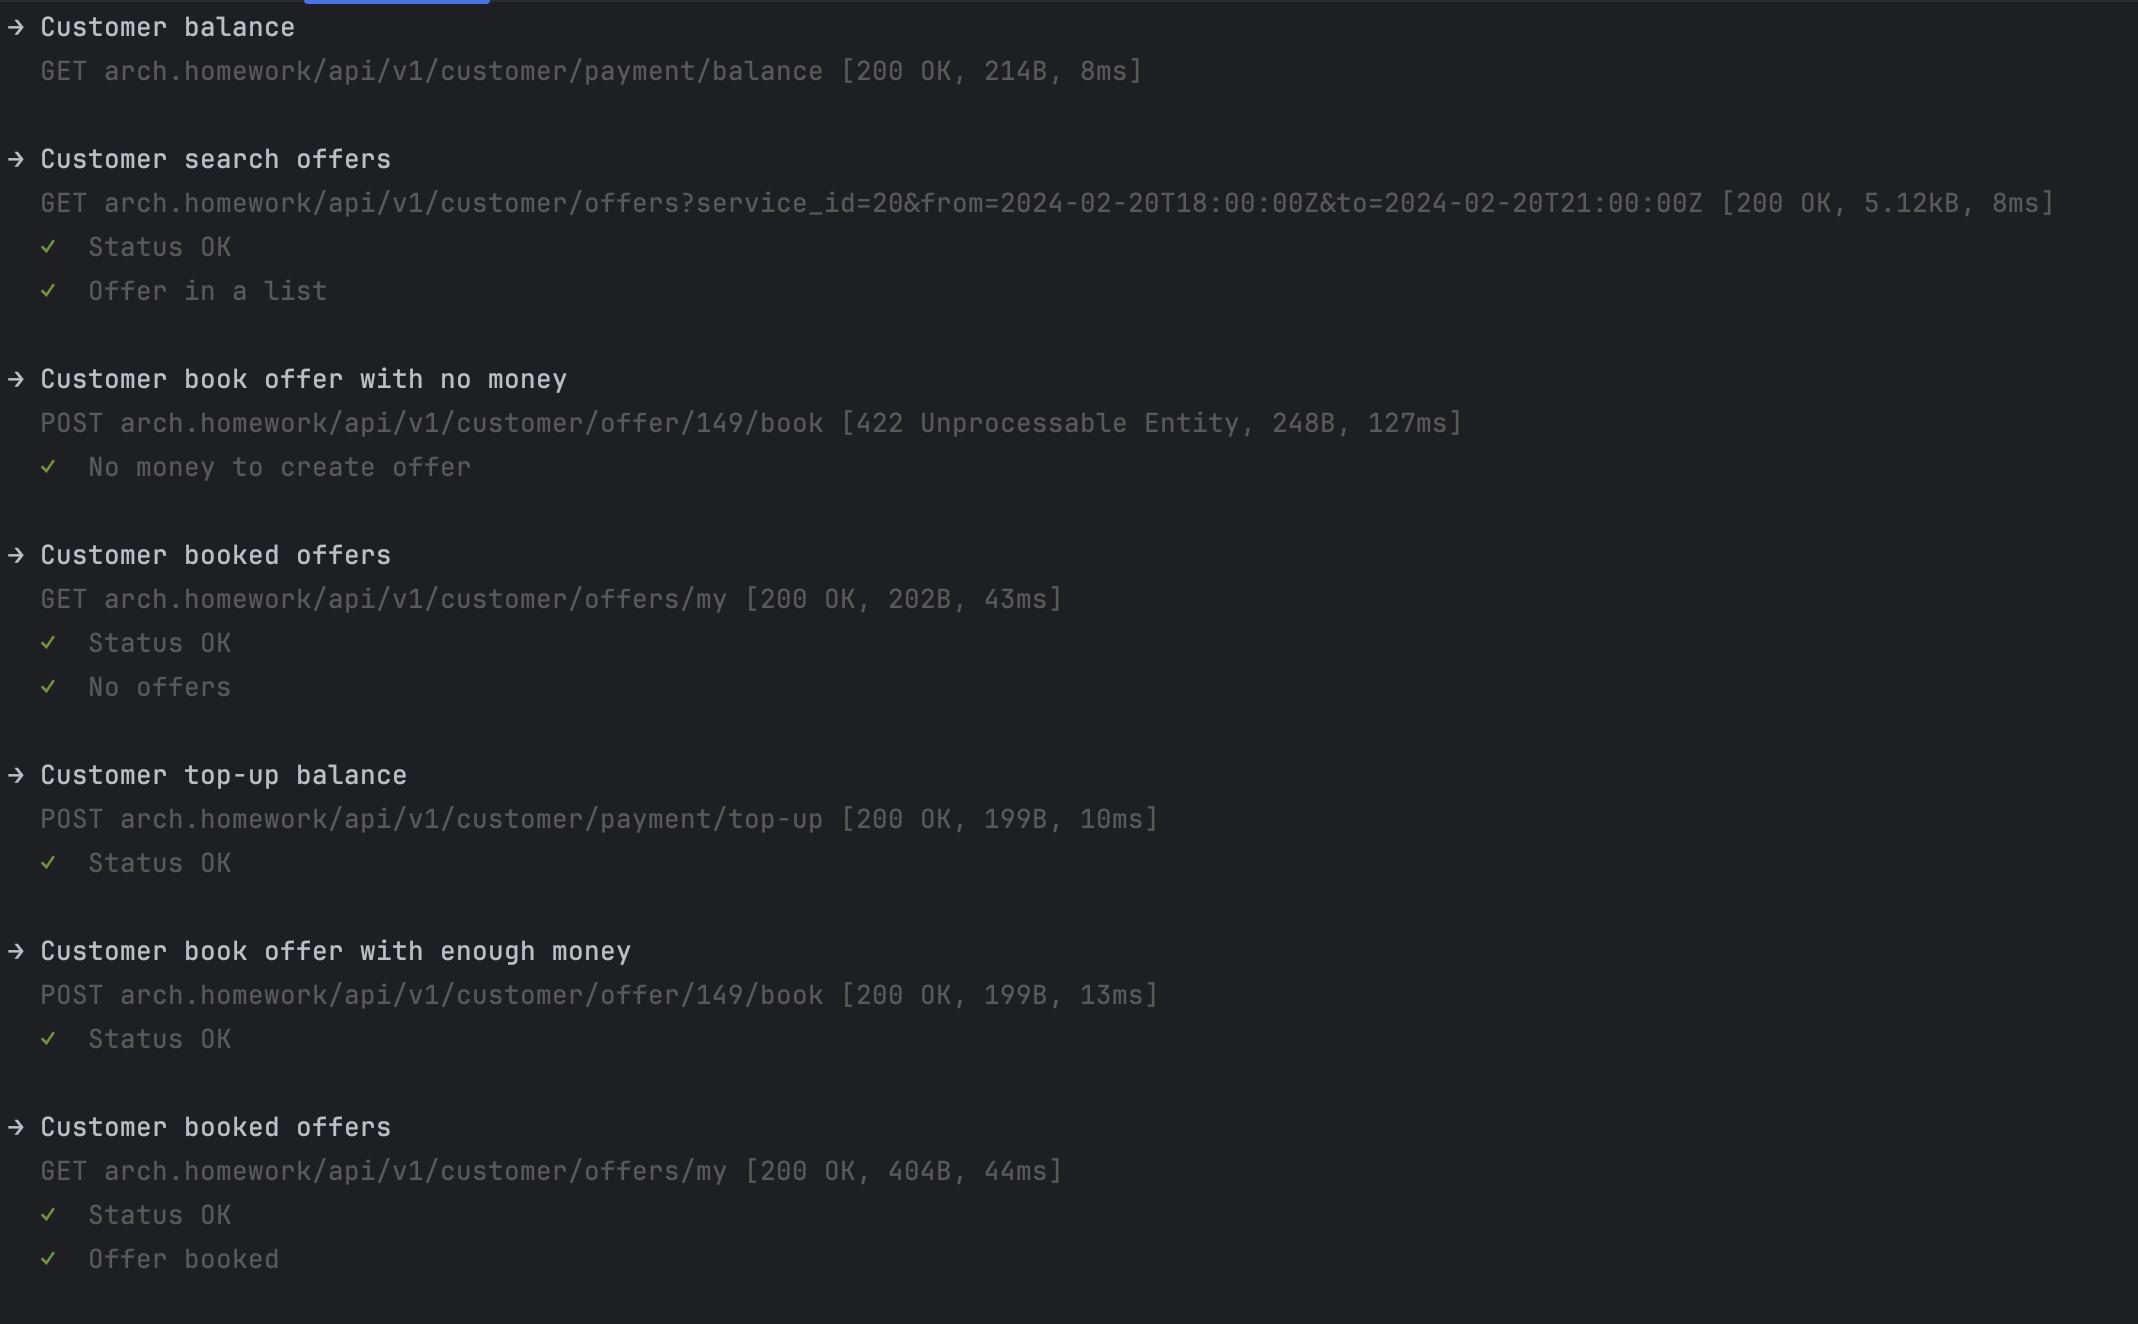 → Customer balance
GET arch.homework/api/v1/customer/payment/balance [200 OK, 214B, 8ms]
→ Customer search offers
GET arch.homework/api/v1/customer/offers?service_id=20&from=2024-02-20T18:00:00Z&to=2024-02-20T21:00:00Z [200 OK, 5.12kB, 8ms]
✓ Status OK
✓ Offer in a list
→ Customer book offer with no money
POST arch.homework/api/v1/customer/offer/149/book [422 Unprocessable Entity, 248B, 127ms]
✓ No money to create offer
→ Customer booked offers
GET arch.homework/api/v1/customer/offers/my [200 OK, 202B, 43ms]
✓ Status OK
✓ No offers
→ Customer top-up balance
POST arch.homework/api/v1/customer/payment/top-up [200 OK, 199B, 10ms]
✓ Status OK
→ Customer book offer with enough money
POST arch.homework/api/v1/customer/offer/149/book [200 OK, 199B, 13ms]
✓ Status OK
→ Customer booked offers
GET arch.homework/api/v1/customer/offers/my [200 OK, 404B, 44ms]
✓ Status OK
✓ Offer booked